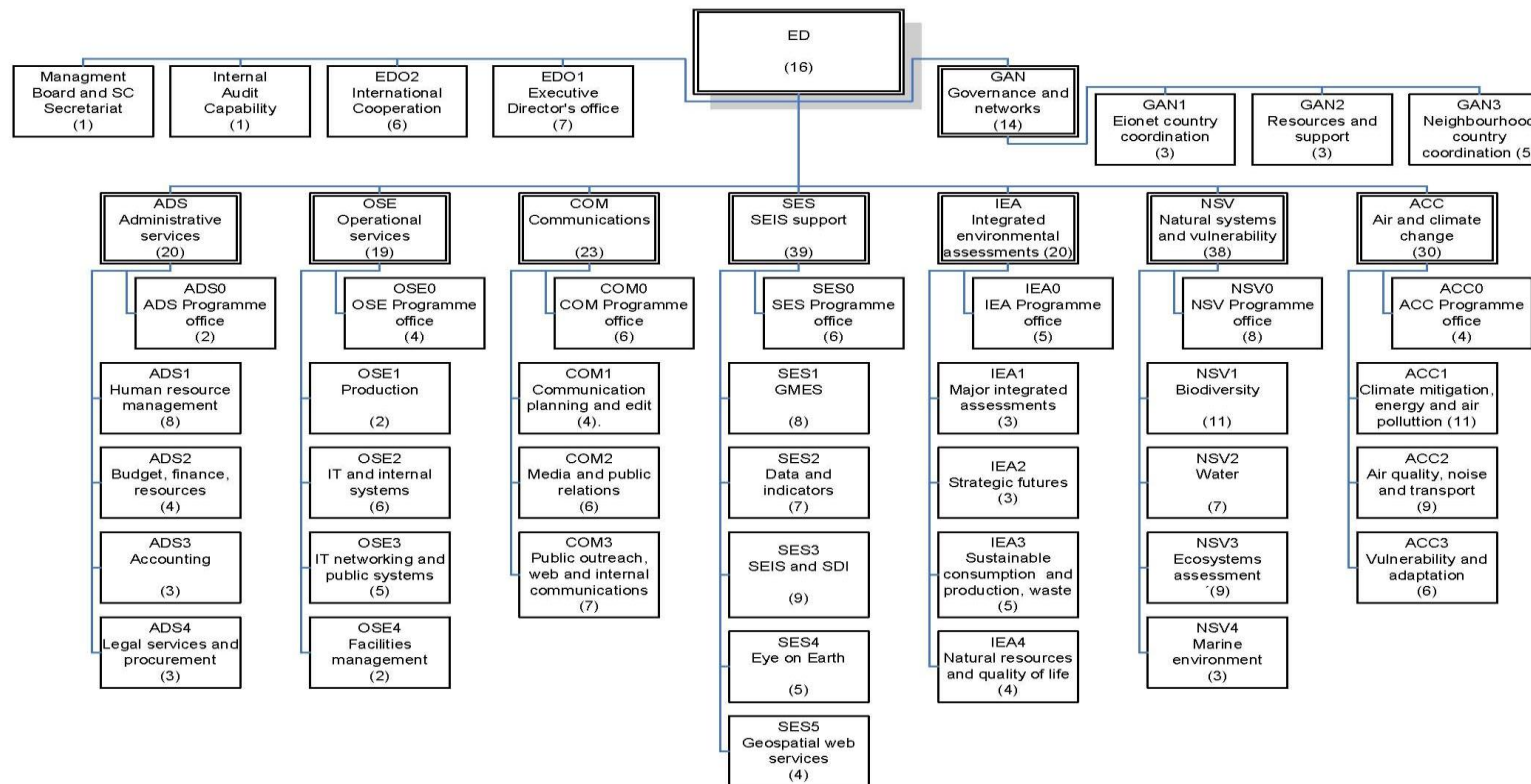 ED
(16)
Managment
Board and SC
Secretariat
(1)
Internal
Audit
Capability
(1)
EDO2
International
Cooperation
(6)
EDO1
Executive
Director's office
(7)
GAN
Governance and
networks
(14)
GAN1
Eionet country
coordination
(3)
GAN2
Resources and
support
(3)
GAN3
Neighbourhood
country
coordination (5
ADS
Administrative
services
(20)
OSE
Operational
services
(19)
COM
Communications
(23)
SES
SEIS support
(39)
IEA
Integrated
environmental
assessments (20)
NSV
Natural systems
and vulnerability
(38)
ACC
Air and climate
change
(30)
ADS0
ADS Programme
office
(2)
OSE0
OSE Programme
office
(4)
COM0
COM Programme
office
(6)
SES0
SES Programme
office
(6)
IEA0
IEA Programme
office
(5)
NSV0
NSV Programme
office
(8)
ACC0
ACC Programme
office
(4)
ADS1
Human resource
management
(8)
OSE1
Production
(2)
COM1
Communication
planning and edit
(4).
SES1
GMES
(8)
IEA1
Major integrated
assessments
(3)
NSV1
Biodiversity
(11)
ACC1
Climate mitigation,
energy and air
polluttion (11)
ADS2
Budget, finance,
resources
(4)
OSE2
IT and internal
systems
(6)
COM2
Media and public
relations
(6)
SES2
Data and
indicators
(7)
IEA2
Strategic futures
(3)
NSV2
Water
(7)
ACC2
Air quality, noise
and transport
(9)
ADS3
Accounting
(3)
OSE3
IT networking and
public systems
(5)
COM3
Public outreach,
web and internal
communications
(7)
SES3
SEIS and SDI
(9)
IEA3
Sustainable
consumption and
production, waste
(5)
NSV3
Ecosystems
assessment
´(9)
ACC3
Vulnerability and
adaptation
(6)
ADS4
Legal services and
procurement
(3)
OSE4
Facilities
management
(2)
SES4
Eye on Earth
(5)
IEA4
Natural resources
and quality of life
(4)
NSV4
Marine
environment
(3)
SES5
Geospatial web
services
(4)